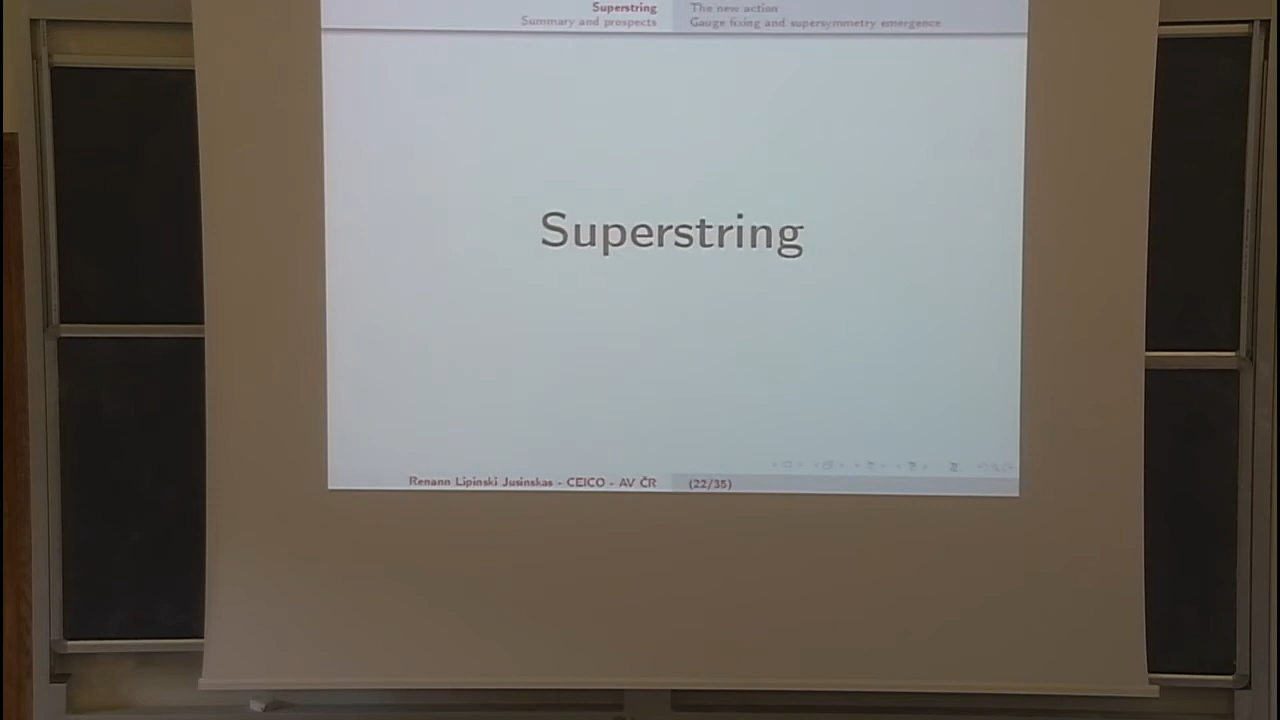 Superstring
Summary and prospects
The new action
Gauge fixing and supersymmetry emergence
Superstring
Renann Lipinski Jusinskas - CEICO - AV ČR
(22/35)